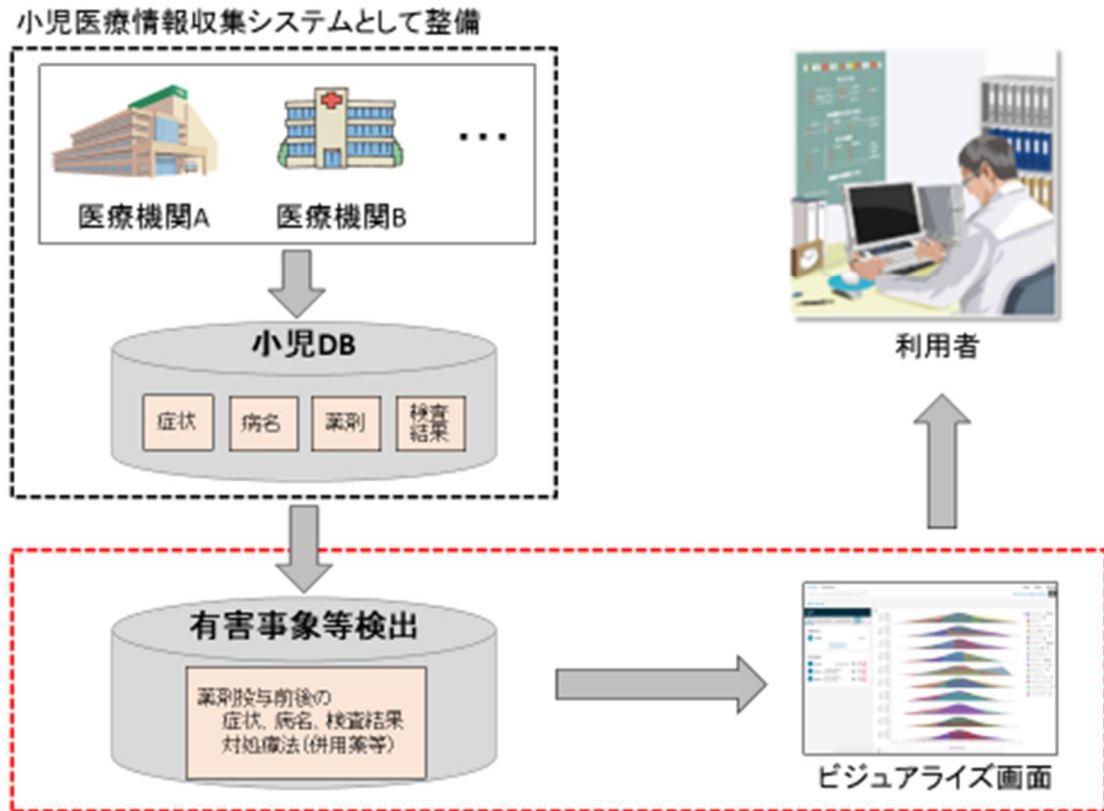 小児医療情報収集システムとして整備
医療機関A
医療機関B
…
小児DB
症状
病名
薬剤
検査
結果
有害事象等検出
薬剤投与前後の
症状、病名、検査結果
対処療法(併用薬等)
ビジュアライズ画面
利用者